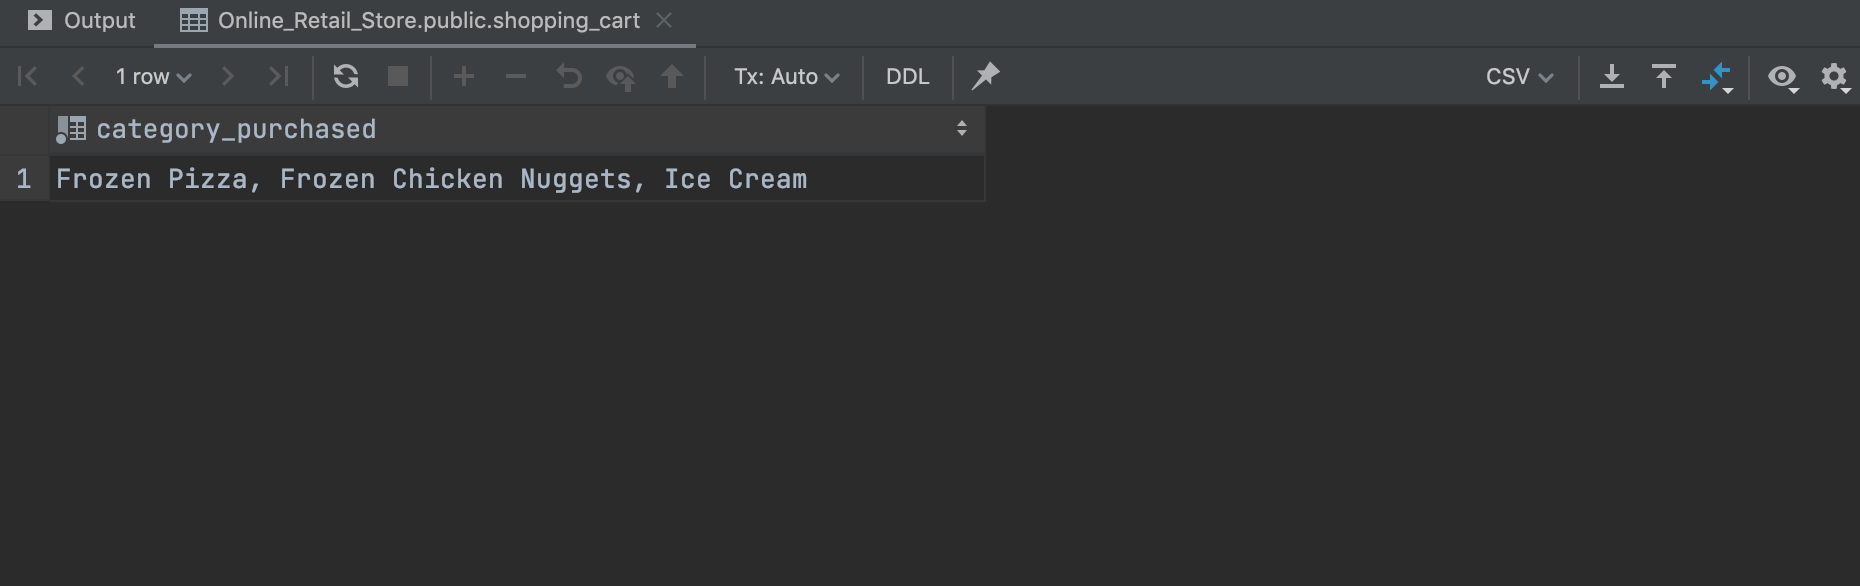 Output
Online_Retail_Store.public.shopping_cart
1 row
Tx: Auto
DDL
CSV
category_purchased
1 Frozen Pizza, Frozen Chicken Nuggets, Ice Cream